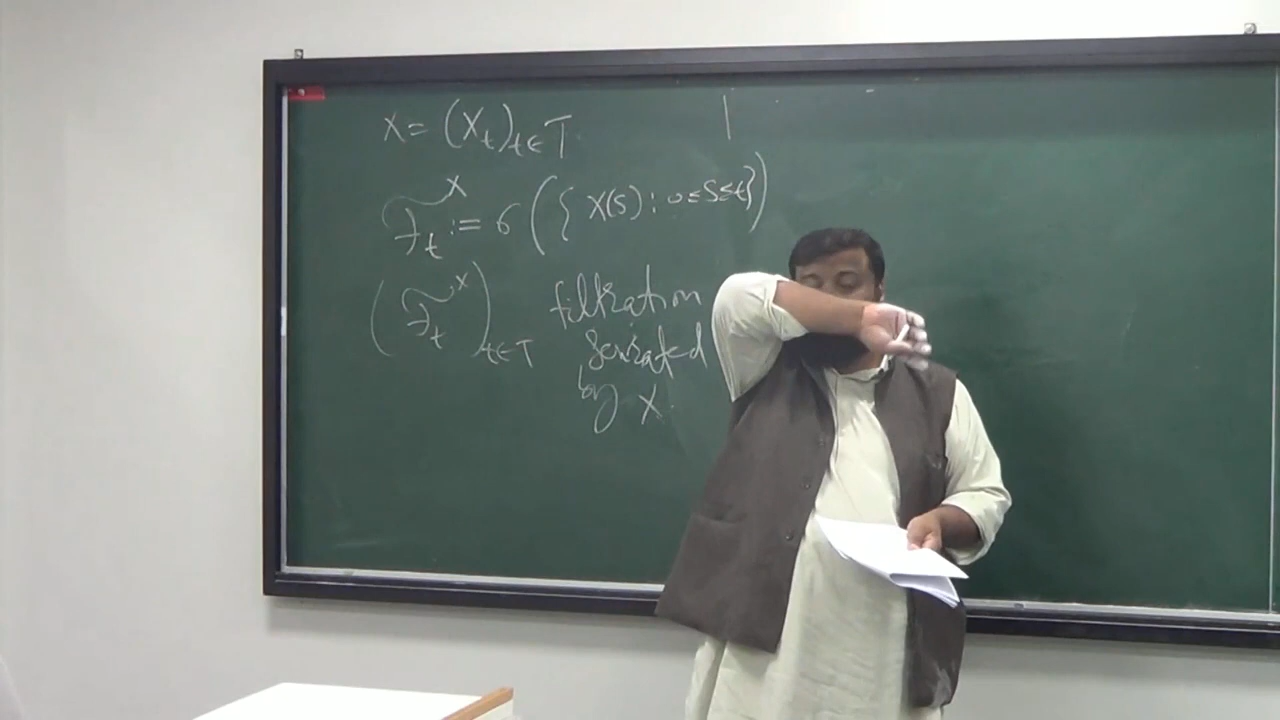 X = (X_t)_{t∈T}
ℱ_t^X := σ({X(s) : 0≤s≤t})
(ℱ_t^X)_{t∈T} filtration
generated
by X.